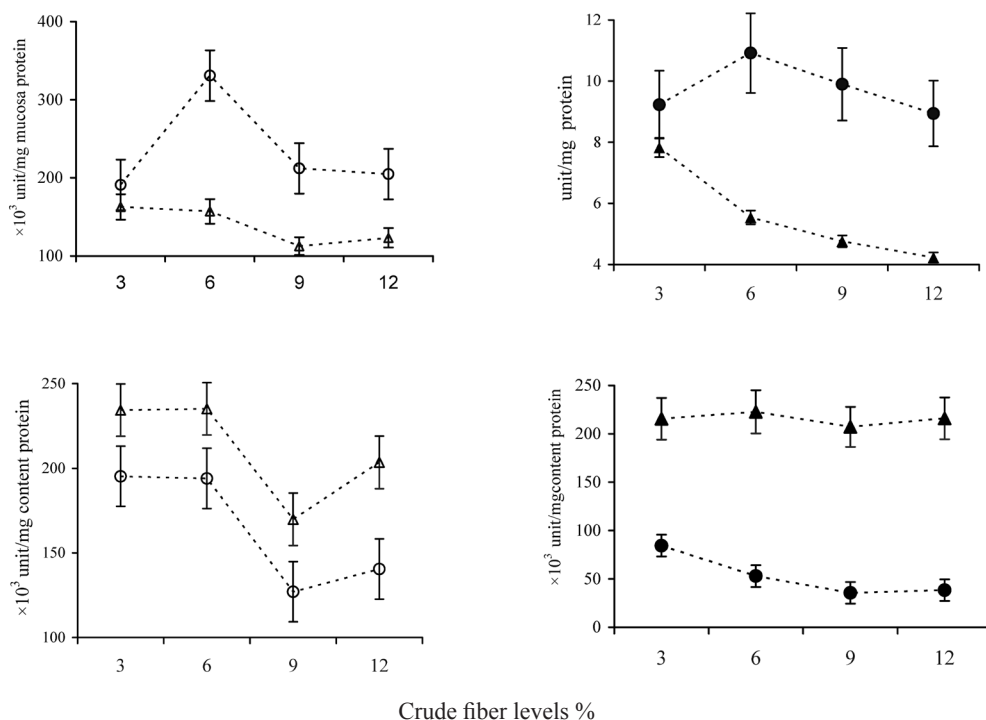 ×10³ unit/mg mucosa protein
400
300
200
100
3 6 9 12
unit/mg protein
12
10
8
6
4
3 6 9 12
×10³ unit/mg content protein
250
200
150
100
3 6 9 12
×10³ unit/mgcontent protein
250
200
150
100
50
0
3 6 9 12
Crude fiber levels %